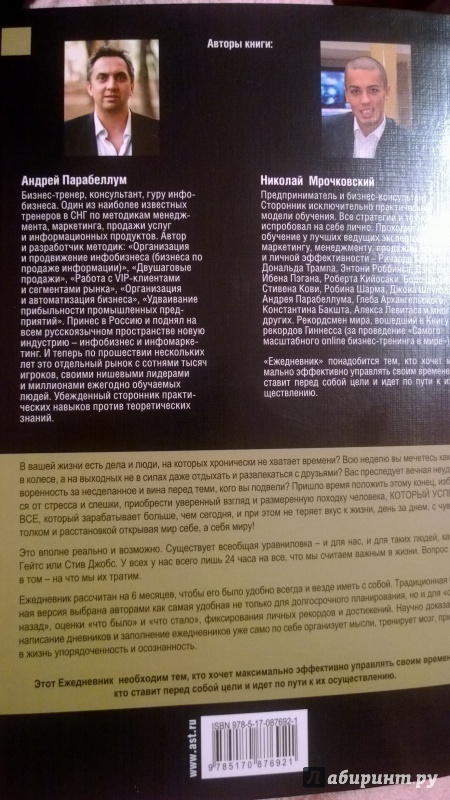 Авторы книги:
Андрей Парабеллум
Бизнес-тренер, консультант, гуру инфо-
бизнеса. Один из наиболее известных
тренеров в СНГ по методикам менедж-
мента, маркетинга, продажи услуг
и информационных продуктов. Автор
и разработчик методик: «Организация
и продвижение инфобизнеса (бизнеса по
продаже информации)», «Двушаговые
продажи», «Работа с VIP-клиентами
и сегментами рынка», «Организация
и автоматизация бизнеса», «Удваивание
прибыльности промышленных пред-
приятий». Принес в Россию и поднял на
всем русскоязычном пространстве новую
индустрию – инфобизнес и инфомарке-
тинг. И теперь по прошествии нескольких
лет это отдельный рынок с сотнями тысяч
игроков, своими нишевыми лидерами
и миллионами ежегодно обучаемых
людей. Убежденный сторонник практи-
ческих навыков против теоретических
знаний.
Николай Мрочковский
Предприниматель и бизнес-консультант
Сторонник исключительно практической
модели обучения. Все стратегии и
испробовал на себе лично.
обучение у лучших ведущих экспертов
маркетингу, менеджменту, продажам
и личной эффективности –
Дональда Трампа, Энтони Роббинса,
Ибена Пэгана, Роберта Кийосаки,
Стивена Кови, Робина Шарма,
Андрея Парабеллума, Глеба Архангельского
Константина Бакшта, Алекса Левитаса и
других. Рекордсмен мира, вошедший в Книгу
рекордов Гиннесса (за проведение «Самого
масштабного online бизнес-тренинга в мире»)
«Ежедневник» понадобится тем, кто хочет
мально эффективно управлять своим временем
ставит перед собой цели и идет по пути к их
ществлению.
В вашей жизни есть дела и люди, на которых хронически не хватает времени? Всю неделю вы мечетесь как
в колесе, а на выходных не в силах даже отдыхать и развлекаться с друзьями? Вас преследует вечная неуд
воренность за несделанное и вина перед теми, кого вы подвели? Пришло время положить этому конец, изб
ся от стресса и спешки, приобрести уверенный взгляд и размеренную походку человека, КОТОРЫЙ УСП
ВСЕ, который зарабатывает больше, чем сегодня, и при этом не теряет вкус к жизни, день за днем, с чув
толком и расстановкой открывая мир себе, а себя миру!
Это вполне реально и возможно. Существует всеобщая уравниловка – и для нас, и для таких людей, ка
Гейтс или Стив Джобс. У всех у нас всего лишь 24 часа на все, что мы считаем важным в жизни. Вопрос
в том – на что мы их тратим.
Ежедневник рассчитан на 6 месяцев, чтобы его было удобно всегда и везде иметь с собой. Традиционная
ная версия выбрана авторами как самая удобная не только для долгосрочного планирования, но и для
назад», оценки «что было» и «что стало», фиксирования личных рекордов и достижений. Научно доказа
написание дневников и заполнение ежедневников уже само по себе организует мысли, тренирует мозг, при
в жизнь упорядоченность и осознанность.
Этот Ежедневник необходим тем, кто хочет максимально эффективно управлять своим времен
кто ставит перед собой цели и идет по пути к их осуществлению.
www.ast.ru
ISBN 978-5-17-087692-1
9785170876921
Лабиринт.ру